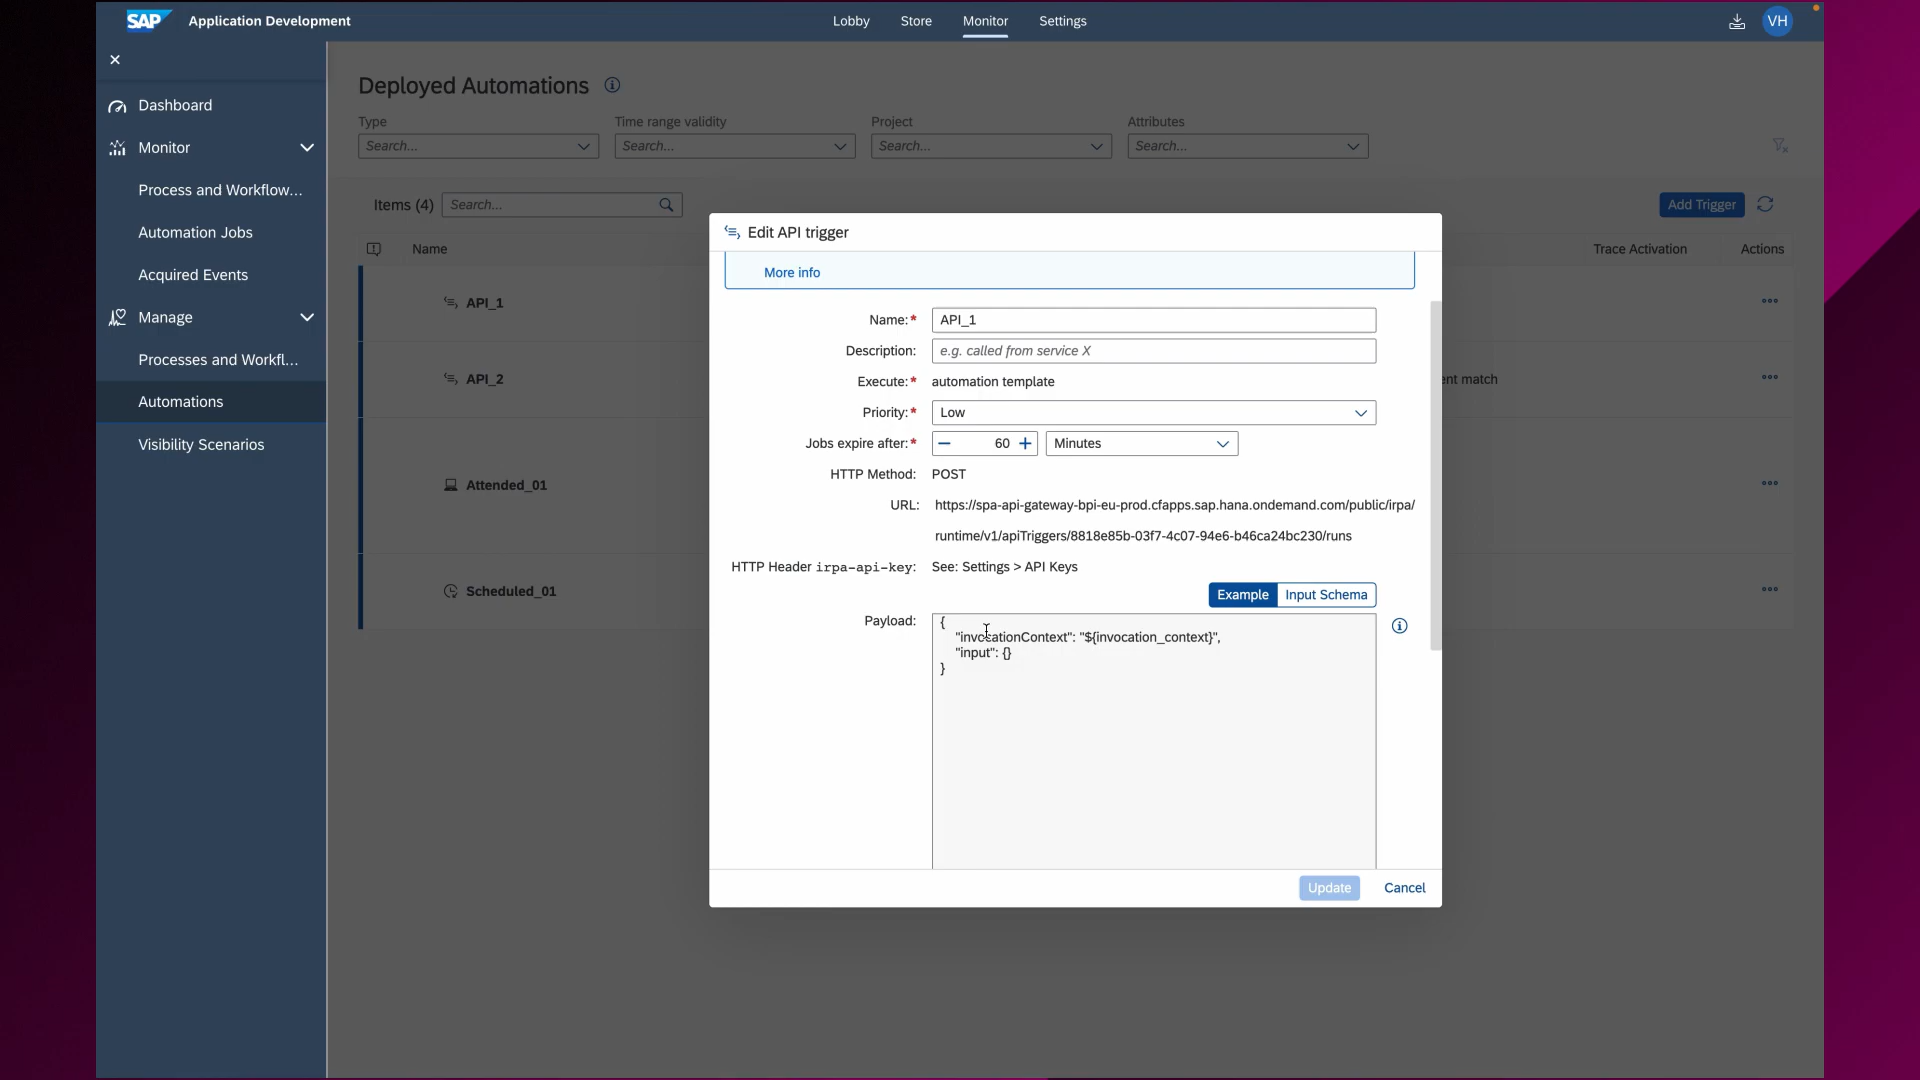 SAP
Application Development
Lobby
Store
Monitor
Settings
VH
Dashboard
Monitor
Process and Workflow...
Automation Jobs
Acquired Events
Manage
Processes and Workfl...
Automations
Visibility Scenarios
Deployed Automations
Type
Time range validity
Project
Attributes
Search...
Search...
Search...
Search...
Items (4)
Search...
Add Trigger
Name
Trace Activation
Actions
API_1
API_2
ent match
Attended_01
Scheduled_01
Edit API trigger
More info
Name:* API_1
Description: e.g. called from service X
Execute:* automation template
Priority:* Low
Jobs expire after:* 60 Minutes
HTTP Method: POST
URL: https://spa-api-gateway-bpi-eu-prod.cfapps.sap.hana.ondemand.com/public/irpa/
runtime/v1/apiTriggers/8818e85b-03f7-4c07-94e6-b46ca24bc230/runs
HTTP Header irpa-api-key: See: Settings > API Keys
Example
Input Schema
Payload:
{
"invocationContext": "${invocation_context}",
"input": {}
}
Update
Cancel